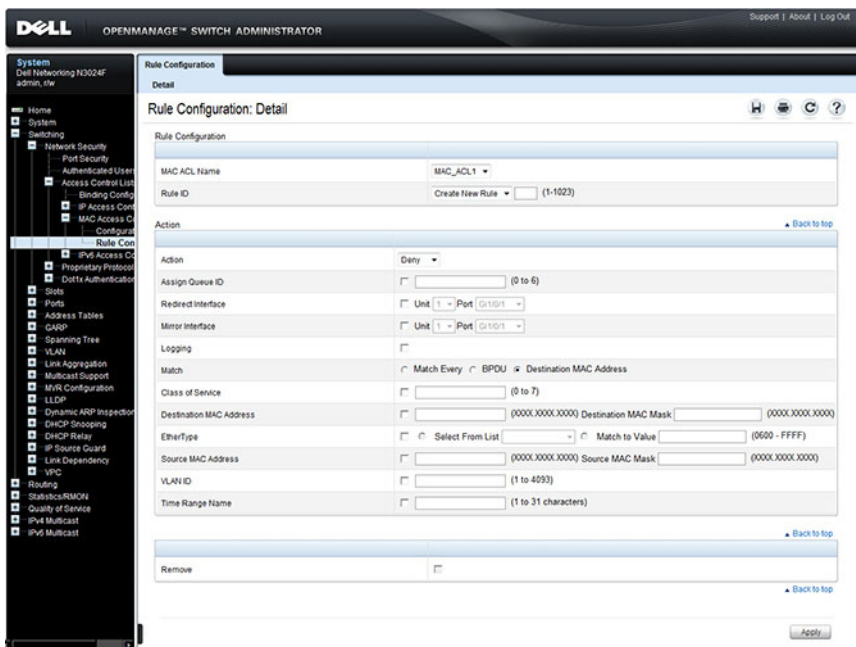 DELL
OPENMANAGE™ SWITCH ADMINISTRATOR
Support | About | Log Out
System
Dell Networking N3024F
admin, r/w
Home
System
Switching
Network Security
Port Security
Authenticated User
Access Control List
Binding Config
IP Access Cont
MAC Access Co
Configurat
Rule Con
IPv6 Access Co
Proprietary Protocol
Dot1x Authentication
Slots
Ports
Address Tables
GARP
Spanning Tree
VLAN
Link Aggregation
Multicast Support
MVR Configuration
LLDP
Dynamic ARP Inspection
DHCP Snooping
DHCP Relay
IP Source Guard
Link Dependency
VPC
Routing
Statistics/RMON
Quality of Service
IPv4 Multicast
IPv6 Multicast
Rule Configuration
Detail
Rule Configuration: Detail
Rule Configuration
MAC ACL Name MAC_ACL1
Rule ID Create New Rule (1-1023)
Action Back to top
Action Deny
Assign Queue ID (0 to 6)
Redirect Interface Unit 1 Port Gi1/0/1
Mirror Interface Unit 1 Port Gi1/0/1
Logging
Match Match Every BPDU Destination MAC Address
Class of Service (0 to 7)
Destination MAC Address (XXXX.XXXX.XXXX) Destination MAC Mask (XXXX.XXXX.XXXX)
EtherType Select From List Match to Value (0600 - FFFF)
Source MAC Address (XXXX.XXXX.XXXX) Source MAC Mask (XXXX.XXXX.XXXX)
VLAN ID (1 to 4093)
Time Range Name (1 to 31 characters)
Back to top
Remove
Back to top
Apply